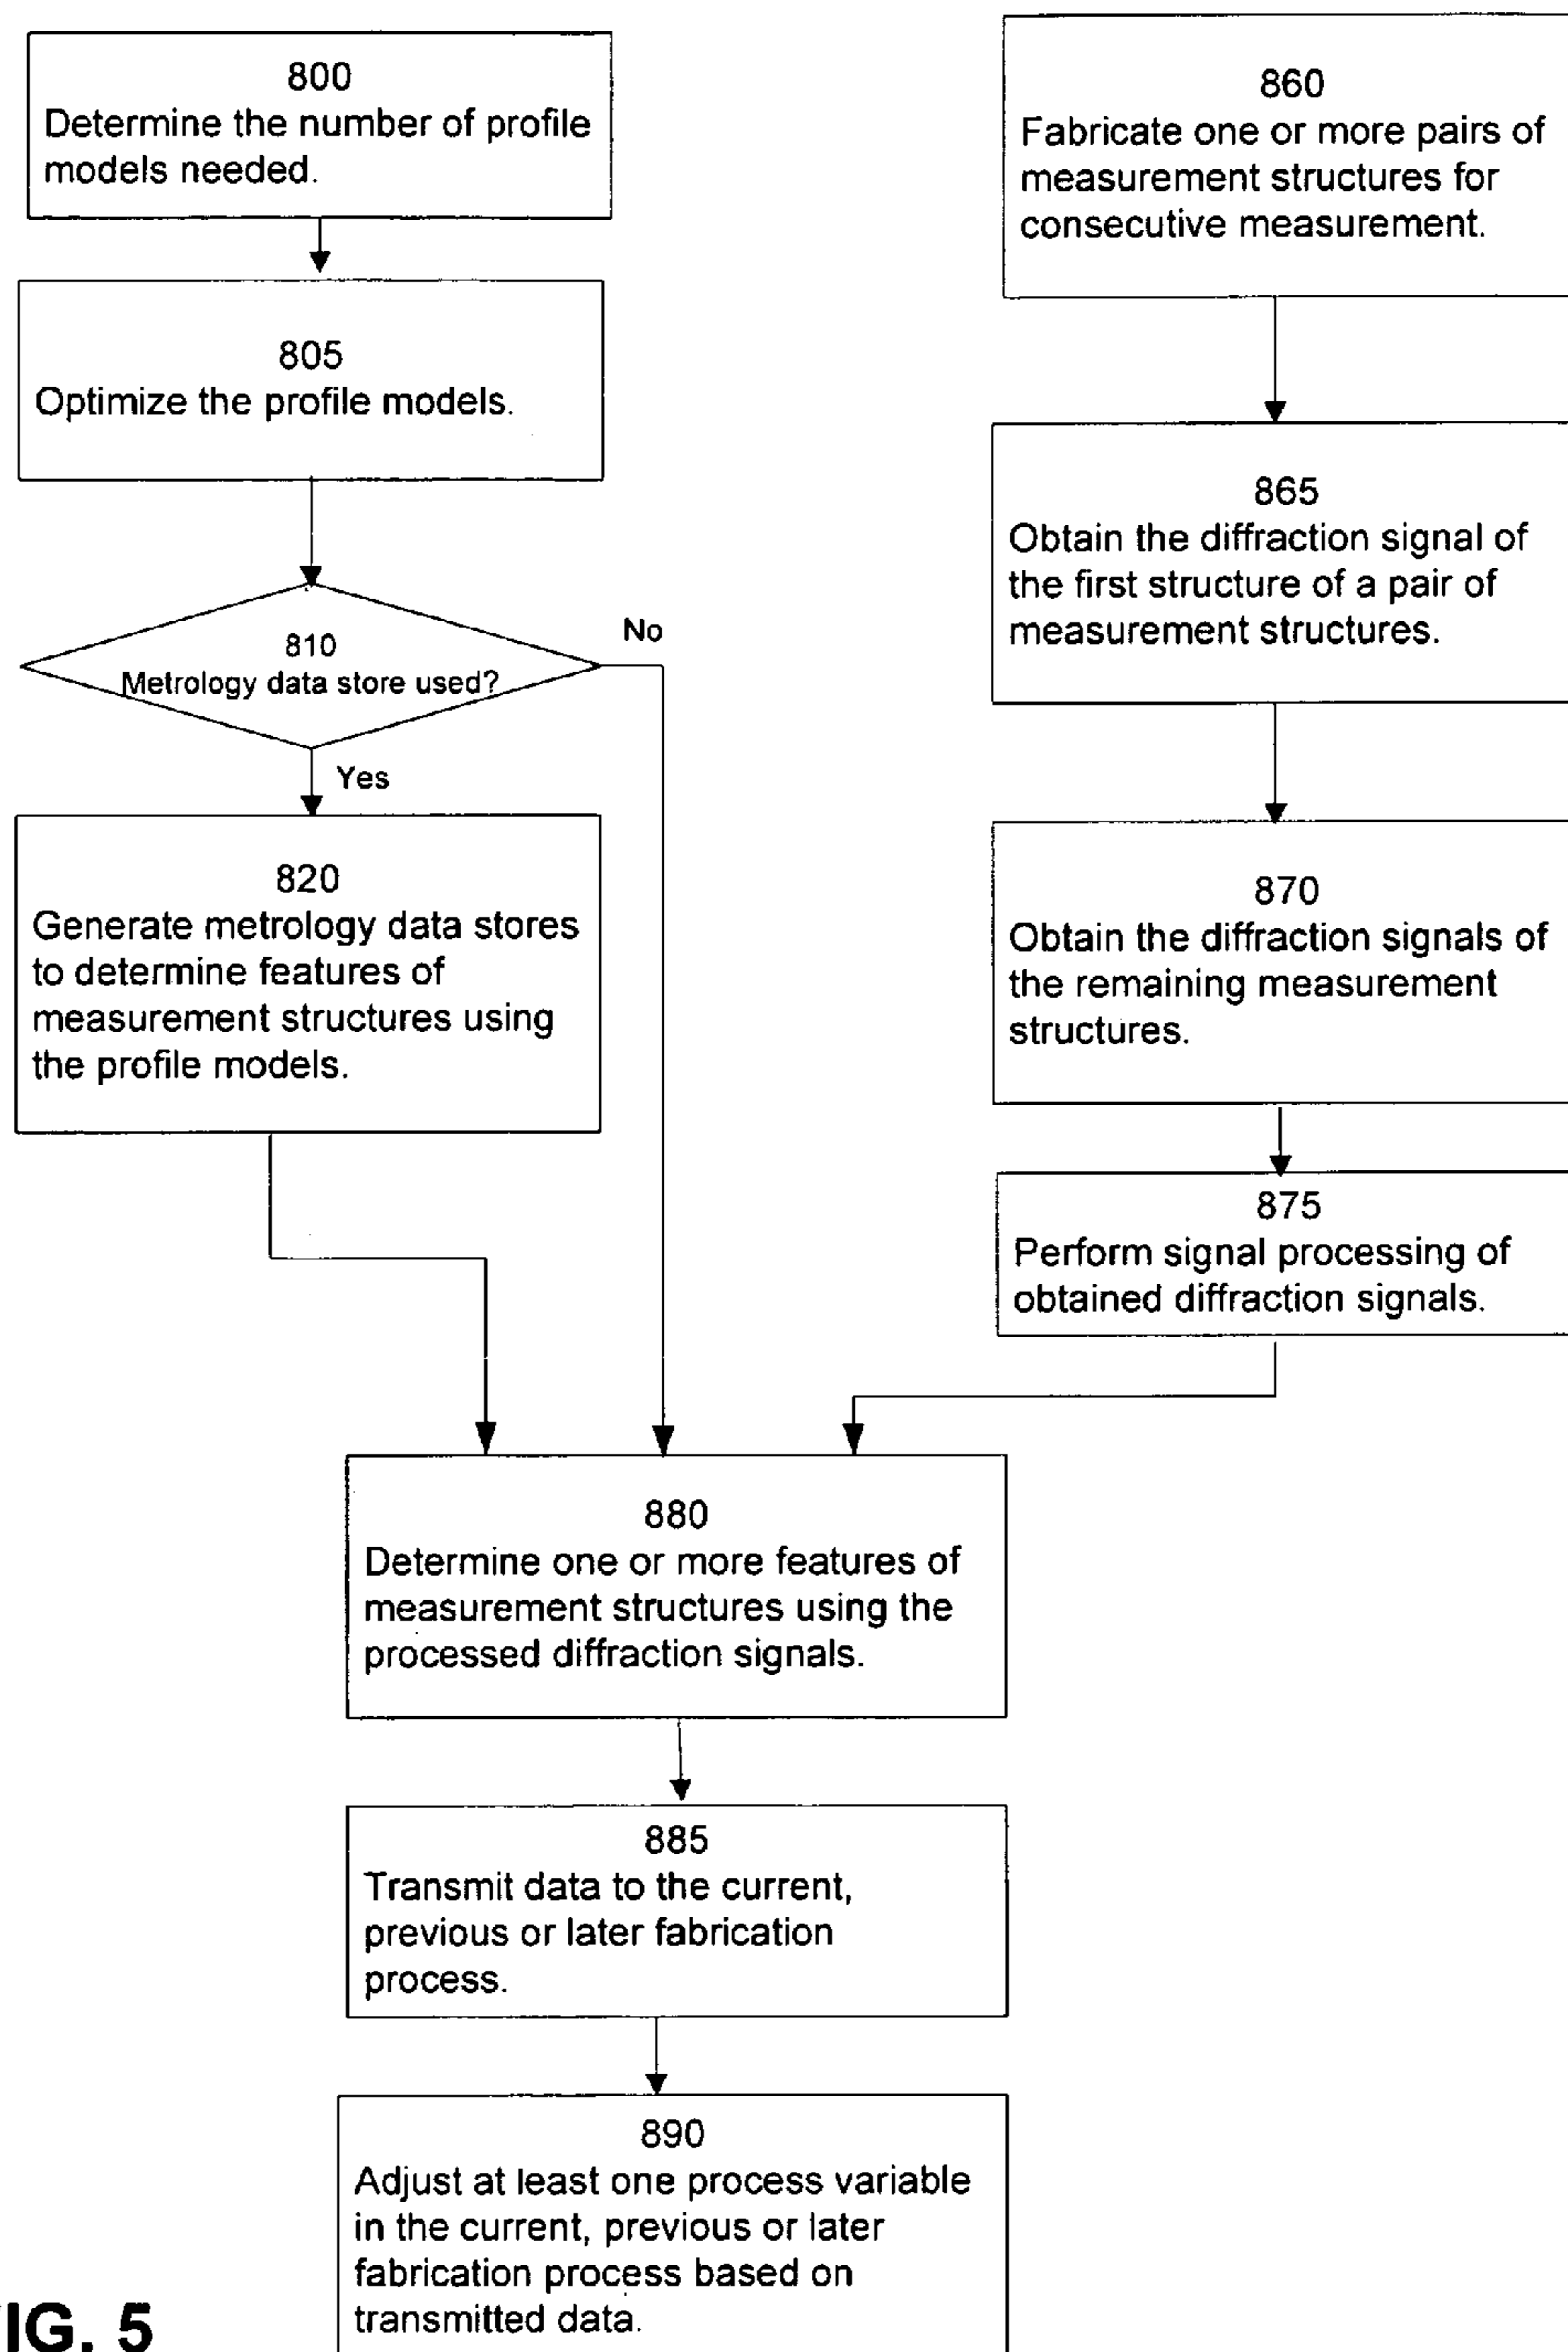 800
Determine the number of profile
models needed.
805
Optimize the profile models.
810
Metrology data store used?
No
Yes
820
Generate metrology data stores
to determine features of
measurement structures using
the profile models.
860
Fabricate one or more pairs of
measurement structures for
consecutive measurement.
865
Obtain the diffraction signal of
the first structure of a pair of
measurement structures.
870
Obtain the diffraction signals of
the remaining measurement
structures.
875
Perform signal processing of
obtained diffraction signals.
880
Determine one or more features of
measurement structures using the
processed diffraction signals.
885
Transmit data to the current,
previous or later fabrication
process.
890
Adjust at least one process variable
in the current, previous or later
fabrication process based on
transmitted data.
IG. 5